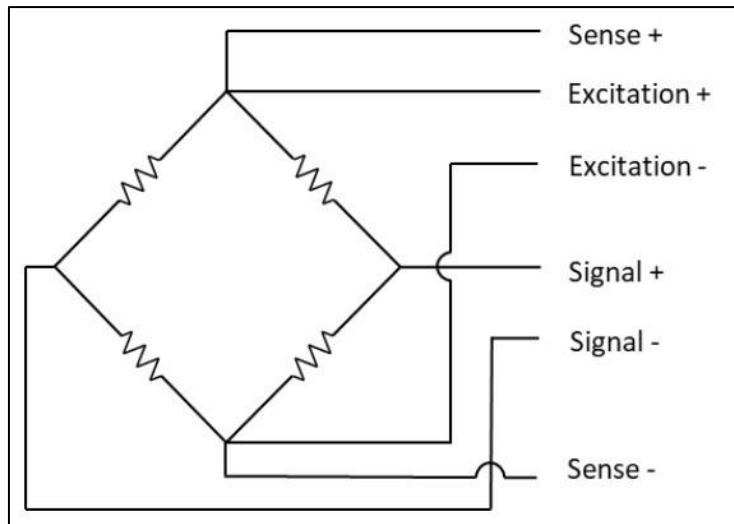 Sense +
Excitation +
Excitation -
Signal +
Signal -
Sense -